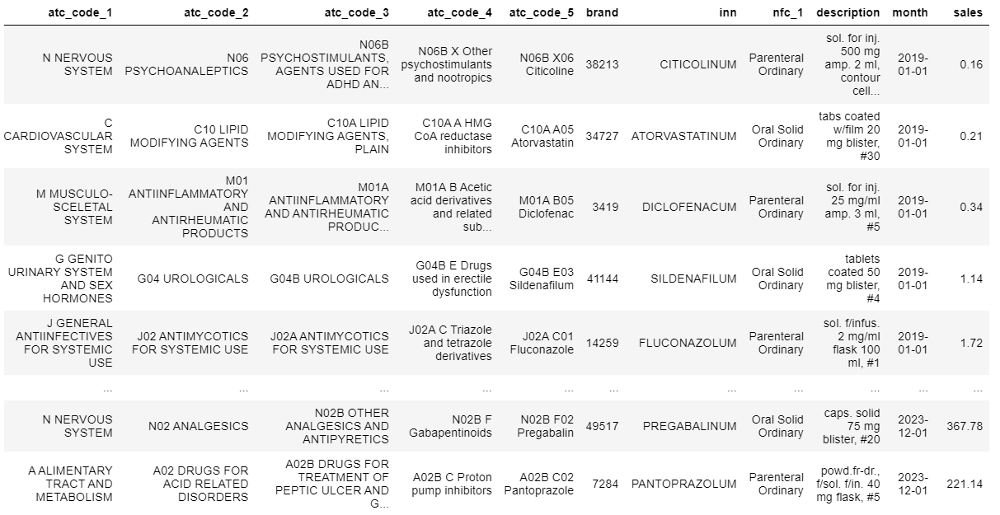 atc_code_1 atc_code_2 atc_code_3 atc_code_4 atc_code_5 brand inn nfc_1 description month sales
N NERVOUS
SYSTEM
N06
PSYCHOANALEPTICS
N06B
PSYCHOSTIMULANTS,
AGENTS USED FOR
ADHD AN...
N06B X Other
psychostimulants
and nootropics
N06B X06
Citicoline
38213
CITICOLINUM
Parenteral
Ordinary
sol. for inj.
500 mg
amp. 2 ml,
contour
cell...
2019-
01-01
0.16
C
CARDIOVASCULAR
SYSTEM
C10 LIPID
MODIFYING AGENTS
C10A LIPID
MODIFYING AGENTS,
PLAIN
C10A A HMG
CoA reductase
inhibitors
C10A A05
Atorvastatin
34727
ATORVASTATINUM
Oral Solid
Ordinary
tabs coated
w/film 20
mg blister,
#30
2019-
01-01
0.21
M MUSCULO-
SCELETAL
SYSTEM
M01
ANTIINFLAMMATORY
AND
ANTIRHEUMATIC
PRODUCTS
M01A
ANTIINFLAMMATORY
AND ANTIRHEUMATIC
PRODUC...
M01A B Acetic
acid derivatives
and related
sub...
M01A B05
Diclofenac
3419
DICLOFENACUM
Parenteral
Ordinary
sol. for inj.
25 mg/ml
amp. 3 ml,
#5
2019-
01-01
0.34
G GENITO
URINARY SYSTEM
AND SEX
HORMONES
G04 UROLOGICALS
G04B UROLOGICALS
G04B E Drugs
used in erectile
dysfunction
G04B E03
Sildenafilum
41144
SILDENAFILUM
Oral Solid
Ordinary
tablets
coated 50
mg blister,
#4
2019-
01-01
1.14
J GENERAL
ANTIINFECTIVES
FOR SYSTEMIC
USE
J02 ANTIMYCOTICS
FOR SYSTEMIC USE
J02A ANTIMYCOTICS
FOR SYSTEMIC USE
J02A C Triazole
and tetrazole
derivatives
J02A C01
Fluconazole
14259
FLUCONAZOLUM
Parenteral
Ordinary
sol. f/infus.
2 mg/ml
flask 100
ml, #1
2019-
01-01
1.72
... ... ... ... ... ... ... ... ... ... ...
N NERVOUS
SYSTEM
N02 ANALGESICS
N02B OTHER
ANALGESICS AND
ANTIPYRETICS
N02B F
Gabapentinoids
N02B F02
Pregabalin
49517
PREGABALINUM
Oral Solid
Ordinary
caps. solid
75 mg
blister, #20
2023-
12-01
367.78
A ALIMENTARY
TRACT AND
METABOLISM
A02 DRUGS FOR
ACID RELATED
DISORDERS
A02B DRUGS FOR
TREATMENT OF
PEPTIC ULCER AND
G...
A02B C Proton
pump inhibitors
A02B C02
Pantoprazole
7284
PANTOPRAZOLUM
Parenteral
Ordinary
powd.fr-dr.,
f/sol. f/in. 40
mg flask, #5
2023-
12-01
221.14